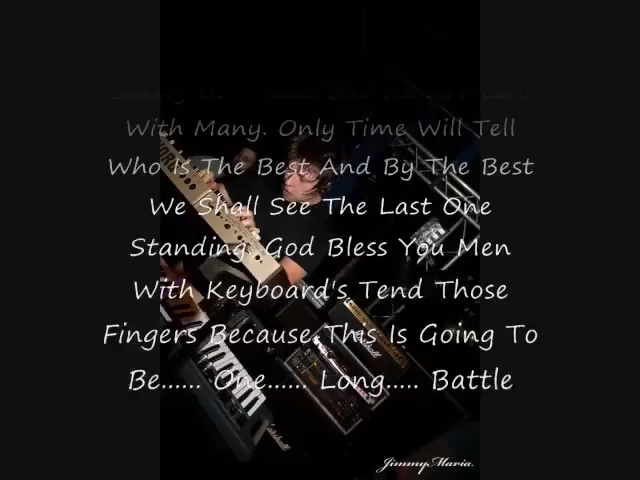 With Many. Only Time Will Tell
Who Is The Best And By The Best
We Shall See The Last One
Standing. God Bless You Men
With Keyboard's Tend Those
Fingers Because This Is Going To
Be...... One...... Long..... Battle
Marshall
Marshall
JimmyMaria.